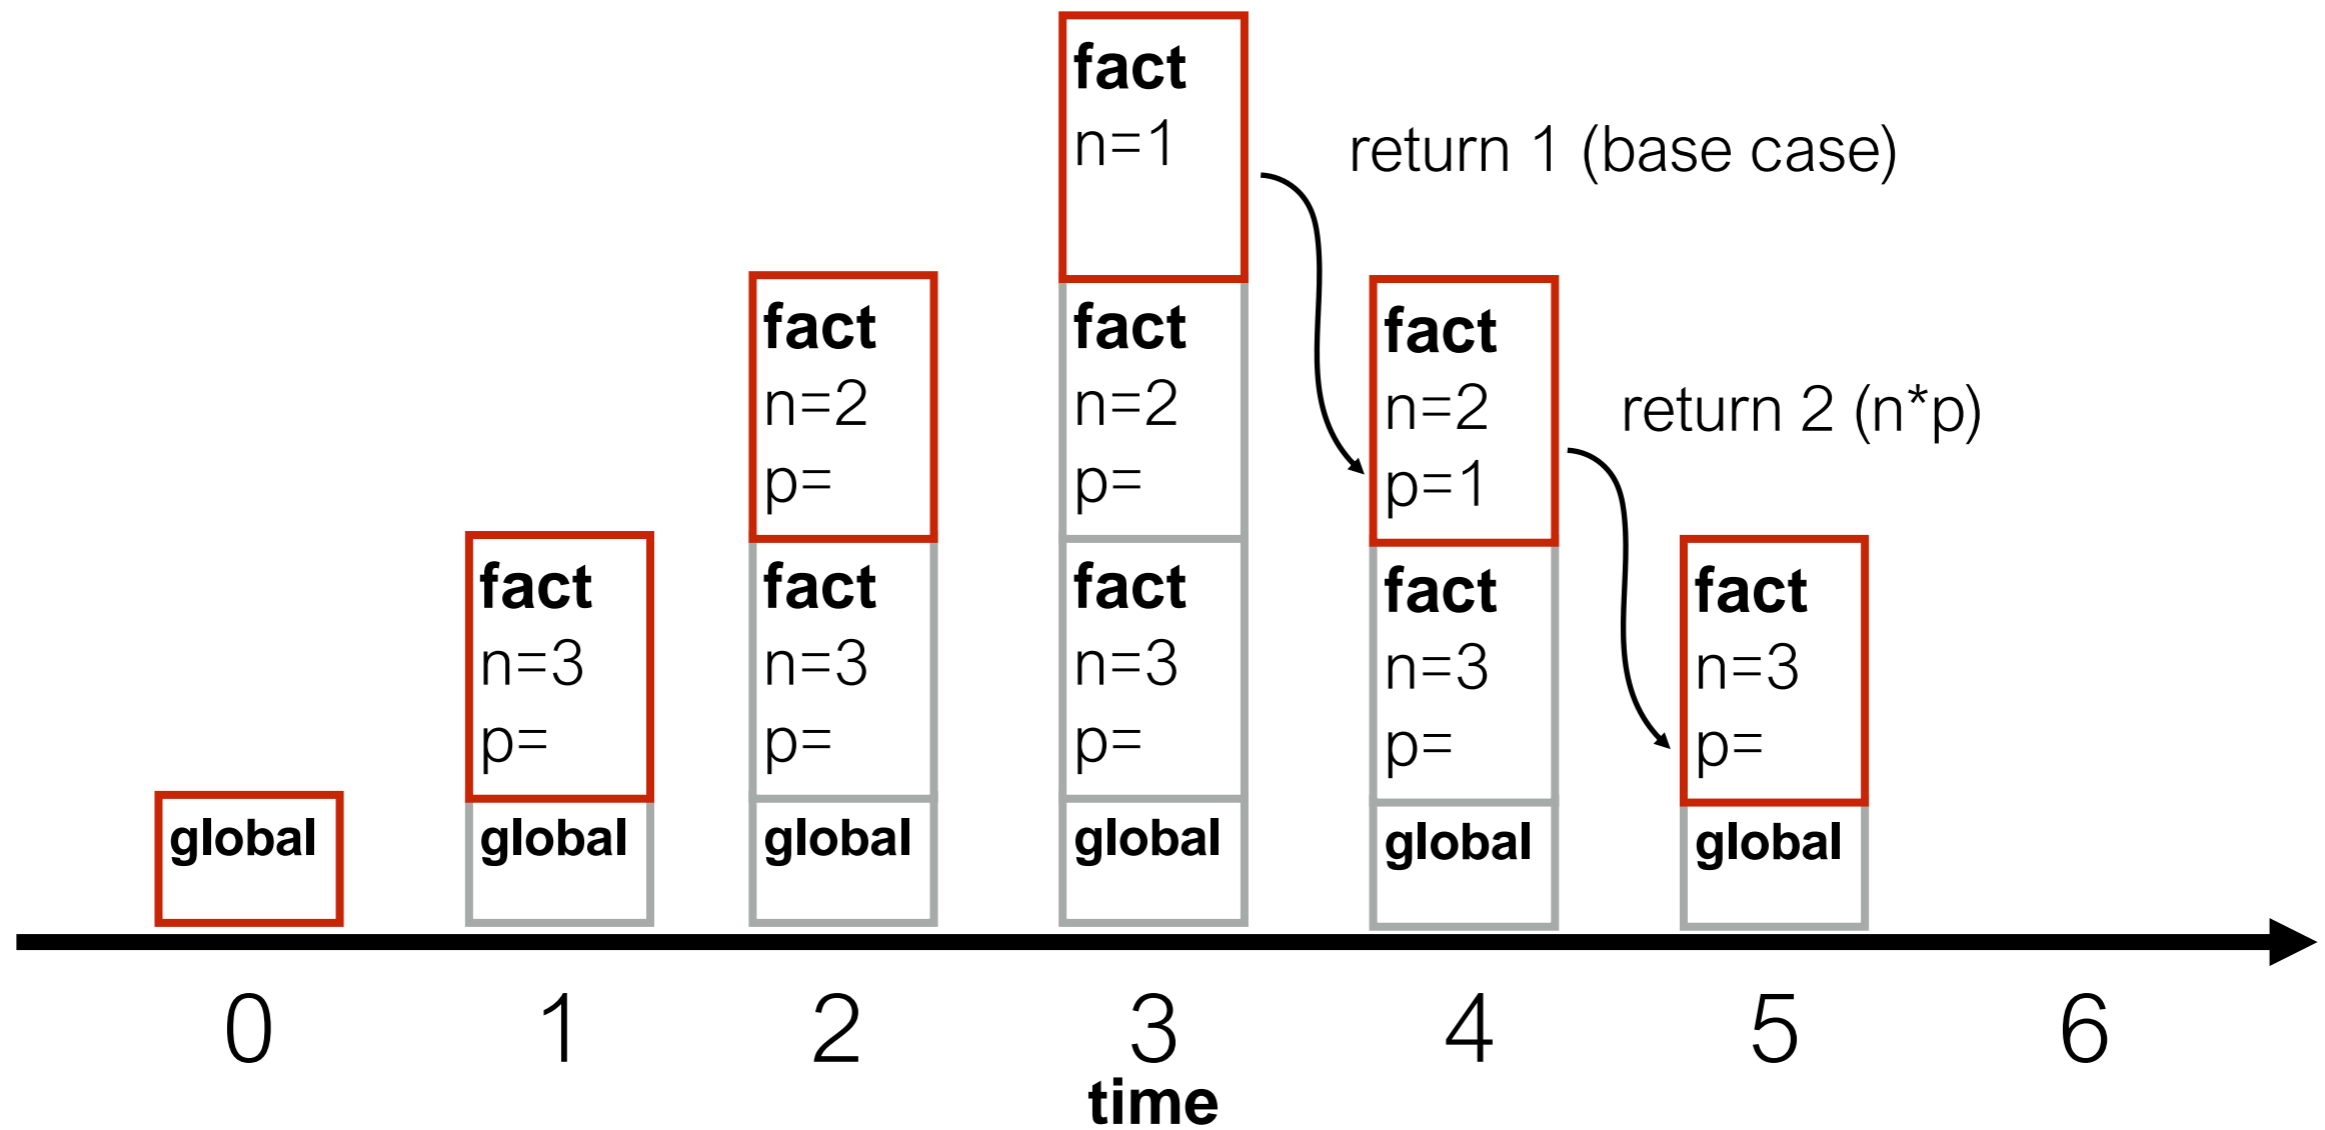 global
fact
n=3
p=
global
fact
n=2
p=
fact
n=3
p=
global
fact
n=1
fact
n=2
p=
fact
n=3
p=
global
return 1 (base case)
fact
n=2
p=1
fact
n=3
p=
global
return 2 (n*p)
fact
n=3
p=
global
0 1 2 3 4 5 6
time